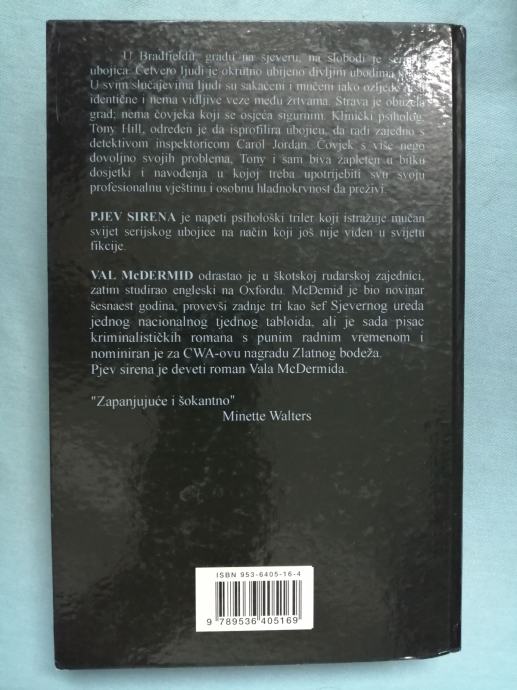 U Bradfieldu, gradu na sjeveru, na slobodi je
ubojica. Četvero ljudi je okrutno ubijeno divljim ubodima
U svim slučajevima ljudi su sakaćeni i mučeni iako ozljede
identične i nema vidljive veze među žrtvama. Strava je obuzela
grad; nema čovjeka koji se osjeća sigurnim. Klinički psiholog,
Tony Hill, određen je da isprofilira ubojicu, da radi zajedno s
detektivom inspektoricom Carol Jordan. Čovjek s više nego
dovoljno svojih problema, Tony i sam biva zapleten u bitku
dosjetki i navođenja u kojoj treba upotrijebiti svu svoju
profesionalnu vještinu i osobnu hladnokrvnost da preživi.
PJEV SIRENA je napeti psihološki triler koji istražuje mučan
svijet serijskog ubojice na način koji još nije viđen u svijetu
fikcije.
VAL McDERMID odrastao je u škotskoj rudarskoj zajednici,
zatim studirao engleski na Oxfordu. McDemid je bio novinar
šesnaest godina, provevši zadnje tri kao šef Sjevernog ureda
jednog nacionalnog tjednog tabloida, ali je sada pisac
kriminalističkih romana s punim radnim vremenom i
nominiran je za CWA-ovu nagradu Zlatnog bodeža.
Pjev sirena je deveti roman Vala McDermida.
"Zapanjujuće i šokantno"
Minette Walters
ISBN 953-6405-16-4
9 789536 405169